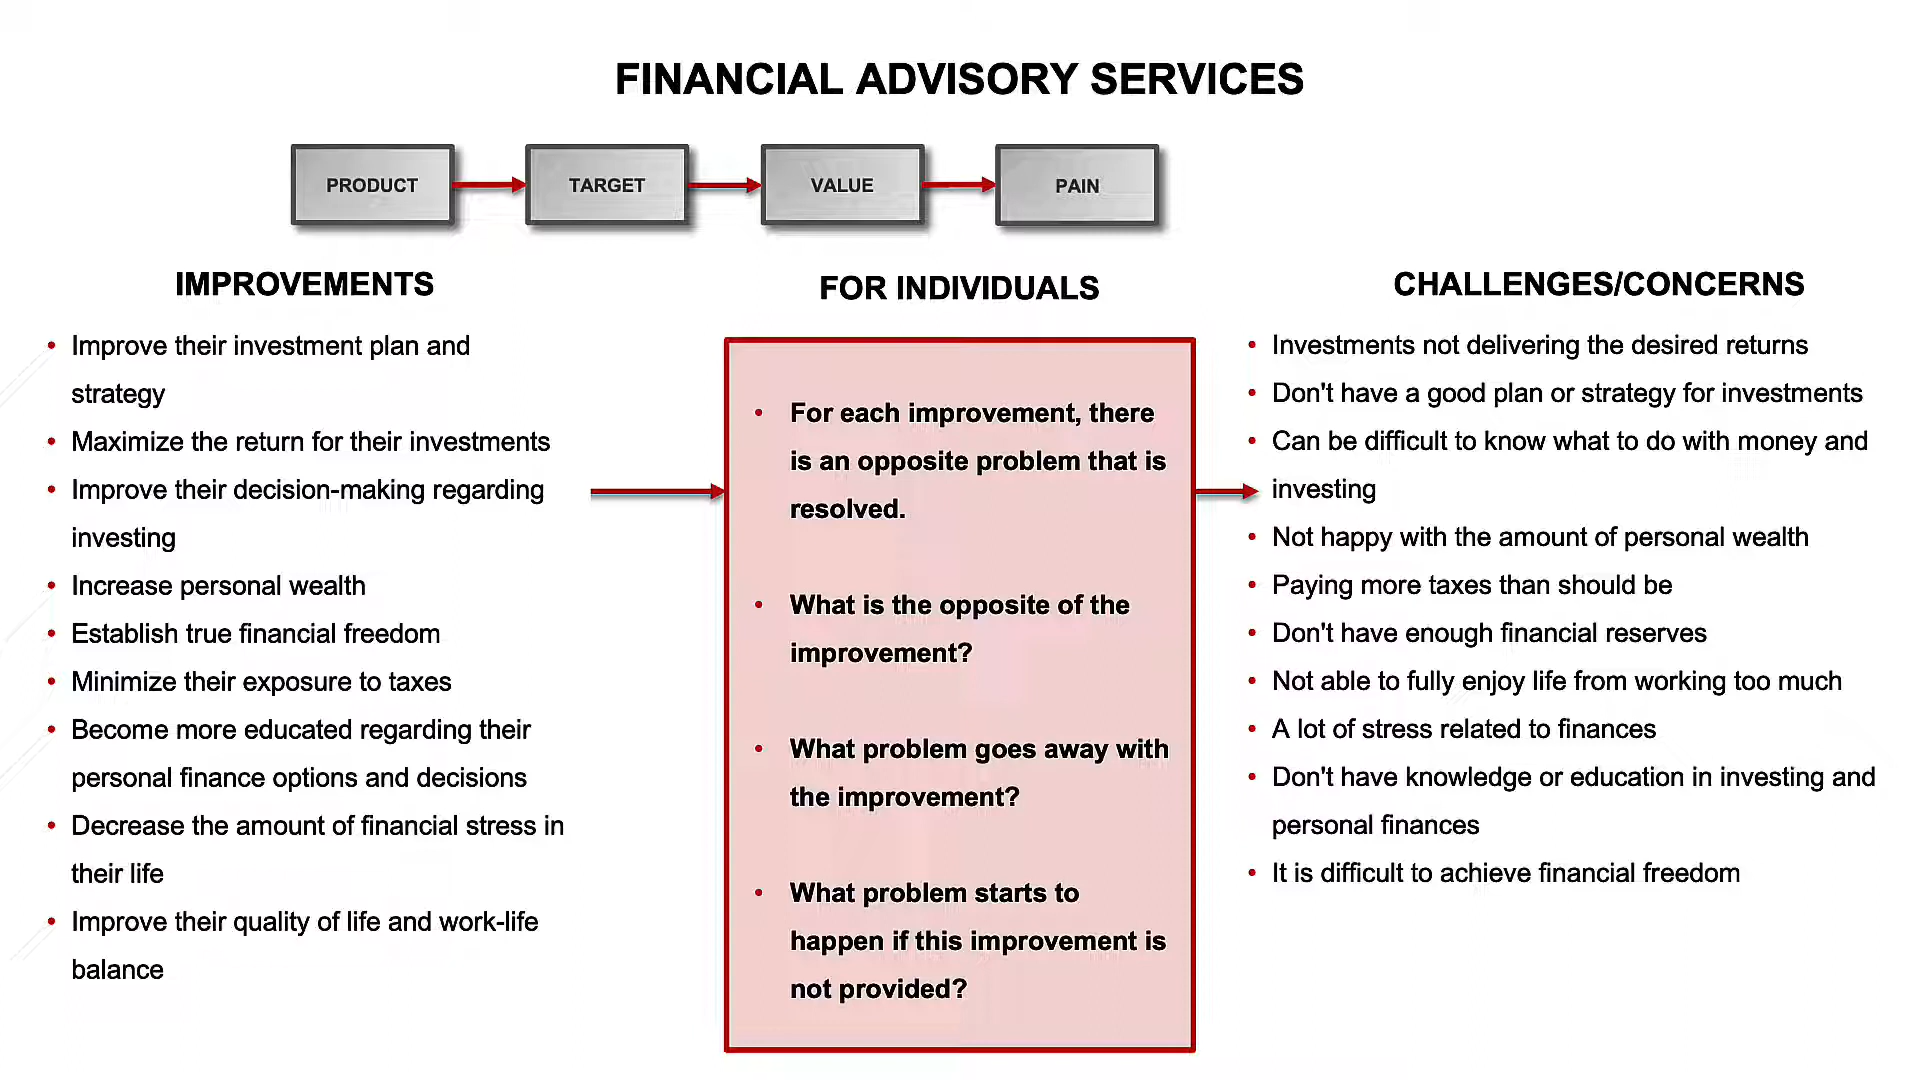 FINANCIAL ADVISORY SERVICES
PRODUCT
TARGET
VALUE
PAIN
IMPROVEMENTS
• Improve their investment plan and
strategy
• Maximize the return for their investments
• Improve their decision-making regarding
investing
• Increase personal wealth
• Establish true financial freedom
• Minimize their exposure to taxes
• Become more educated regarding their
personal finance options and decisions
• Decrease the amount of financial stress in
their life
• Improve their quality of life and work-life
balance
FOR INDIVIDUALS
• For each improvement, there
is an opposite problem that is
resolved.
• What is the opposite of the
improvement?
• What problem goes away with
the improvement?
• What problem starts to
happen if this improvement is
not provided?
CHALLENGES/CONCERNS
• Investments not delivering the desired returns
• Don't have a good plan or strategy for investments
• Can be difficult to know what to do with money and
investing
• Not happy with the amount of personal wealth
• Paying more taxes than should be
• Don't have enough financial reserves
• Not able to fully enjoy life from working too much
• A lot of stress related to finances
• Don't have knowledge or education in investing and
personal finances
• It is difficult to achieve financial freedom